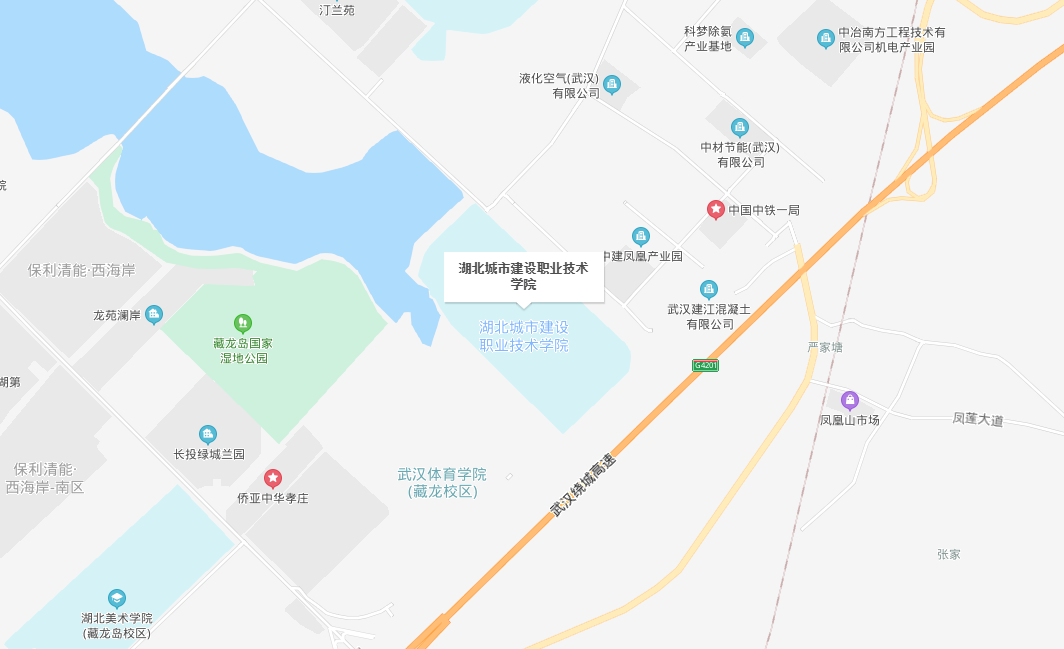 汀兰苑
科梦除氨
产业基地
中冶南方工程技术有
限公司机电产业园
液化空气(武汉)
有限公司
中材节能(武汉)
有限公司
院
中国中铁一局
中建凤凰产业园
保利清能·西海岸
湖北城市建设职业技术
学院
龙苑澜岸
武汉建江混凝土
有限公司
湖北城市建设
职业技术学院
藏龙岛国家
湿地公园
严家塘
G4201
湖第
凤凰山市场
凤莲大道
长投绿城兰园
保利清能·
西海岸-南区
武汉体育学院
(藏龙校区)
武汉绕城高速
侨亚中华孝庄
张家
湖北美术学院
(藏龙岛校区)